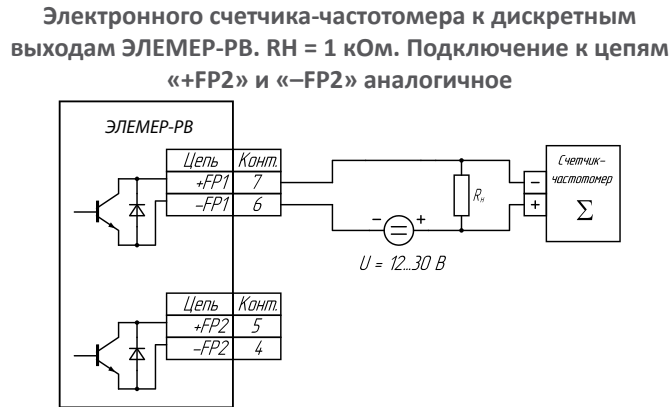 Электронного счетчика-частотомера к дискретным
выходам ЭЛЕМЕР-РВ. RH = 1 кОм. Подключение к цепям
«+FP2» и «–FP2» аналогичное
ЭЛЕМЕР-РВ
Цепь Конт.
+FP1 7
–FP1 6
– +
U = 12...30 В
Rн
–
+
Счетчик-
частотомер
Σ
Цепь Конт.
+FP2 5
–FP2 4